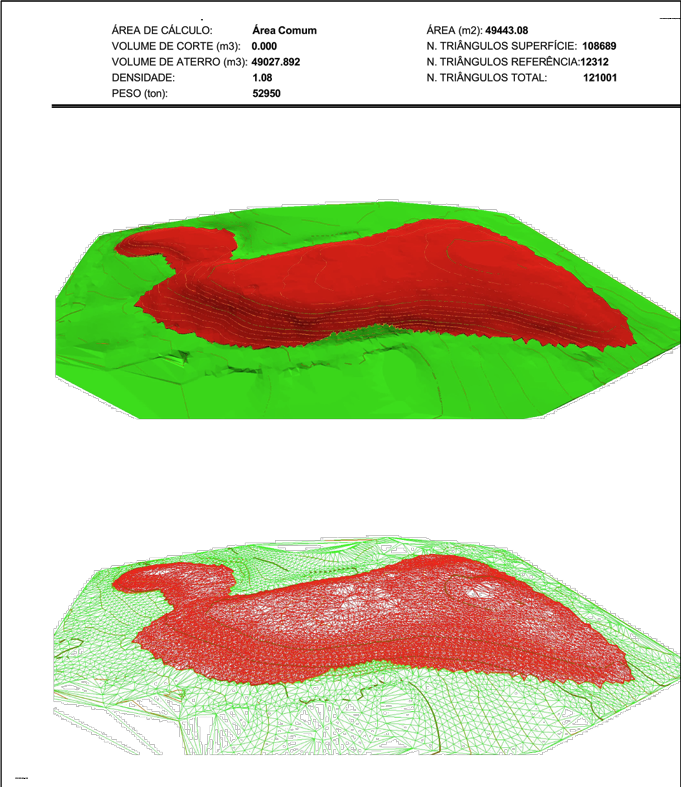 ÁREA DE CÁLCULO: Área Comum
VOLUME DE CORTE (m3): 0.000
VOLUME DE ATERRO (m3): 49027.892
DENSIDADE: 1.08
PESO (ton): 52950
ÁREA (m2): 49443.08
N. TRIÂNGULOS SUPERFÍCIE: 108689
N. TRIÂNGULOS REFERÊNCIA:12312
N. TRIÂNGULOS TOTAL: 121001